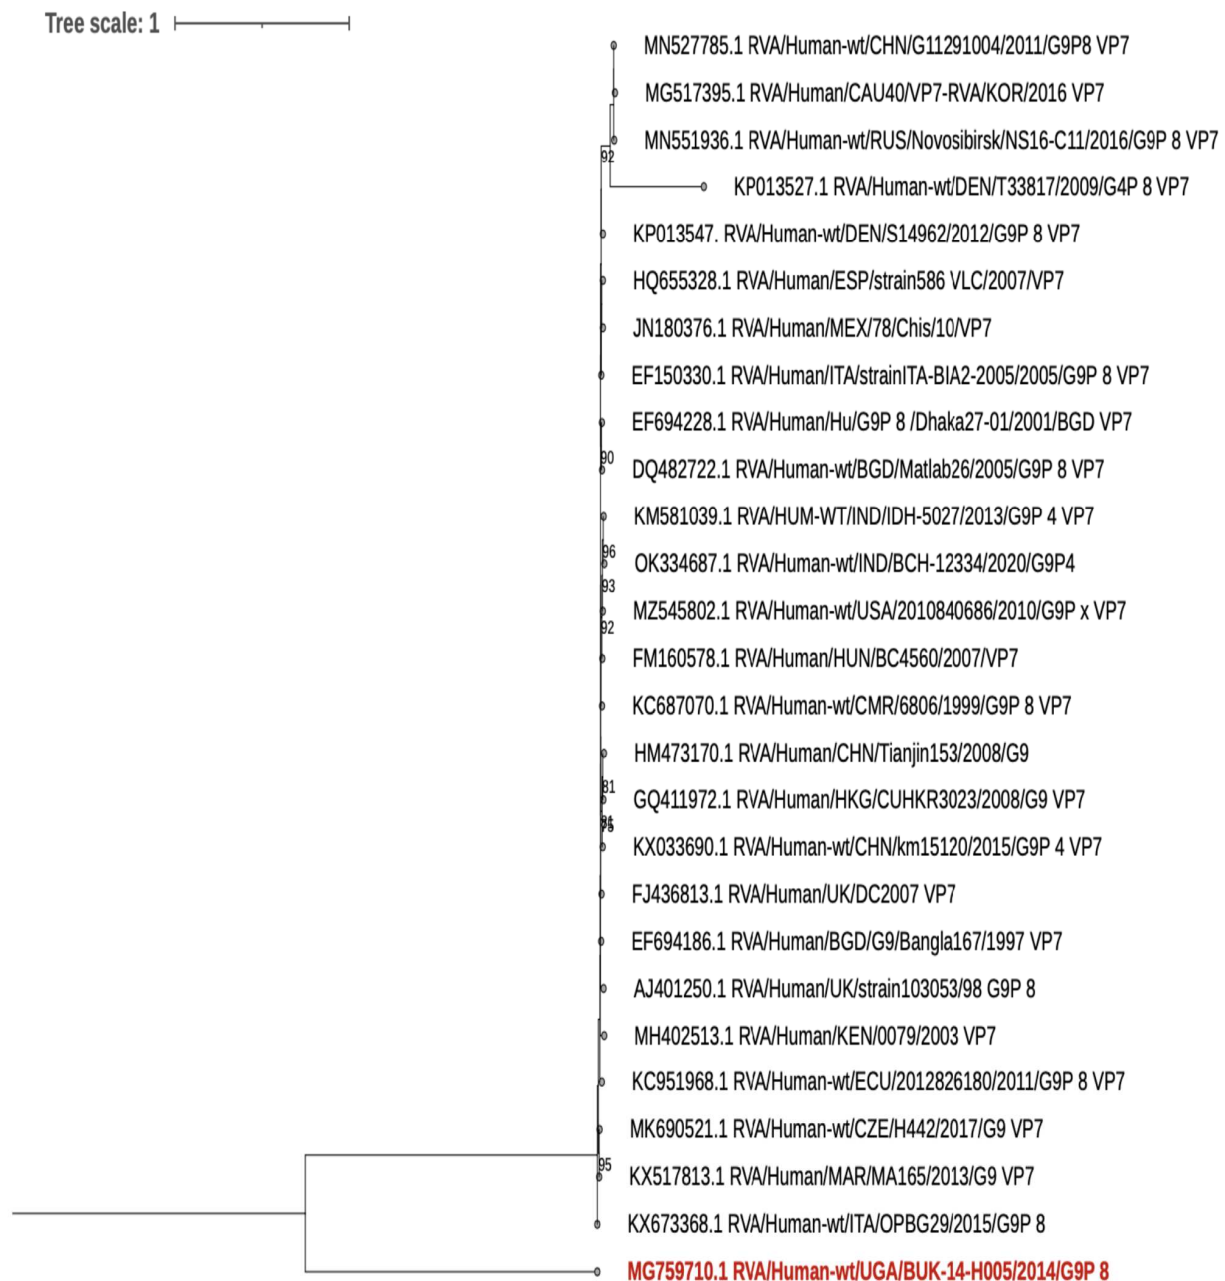 Tree scale: 1
MN527785.1 RVA/Human-wt/CHN/G11291004/2011/G9P8 VP7
MG517395.1 RVA/Human/CAU40/VP7-RVA/KOR/2016 VP7
MN551936.1 RVA/Human-wt/RUS/Novosibirsk/NS16-C11/2016/G9P 8 VP7
92
KP013527.1 RVA/Human-wt/DEN/T33817/2009/G4P 8 VP7
KP013547. RVA/Human-wt/DEN/S14962/2012/G9P 8 VP7
HQ655328.1 RVA/Human/ESP/strain586 VLC/2007/VP7
JN180376.1 RVA/Human/MEX/78/Chis/10/VP7
EF150330.1 RVA/Human/ITA/strainITA-BIA2-2005/2005/G9P 8 VP7
EF694228.1 RVA/Human/Hu/G9P 8 /Dhaka27-01/2001/BGD VP7
90
DQ482722.1 RVA/Human-wt/BGD/Matlab26/2005/G9P 8 VP7
KM581039.1 RVA/HUM-WT/IND/IDH-5027/2013/G9P 4 VP7
96
OK334687.1 RVA/Human-wt/IND/BCH-12334/2020/G9P4
93
MZ545802.1 RVA/Human-wt/USA/2010840686/2010/G9P x VP7
92
FM160578.1 RVA/Human/HUN/BC4560/2007/VP7
KC687070.1 RVA/Human-wt/CMR/6806/1999/G9P 8 VP7
HM473170.1 RVA/Human/CHN/Tianjin153/2008/G9
81
GQ411972.1 RVA/Human/HKG/CUHKR3023/2008/G9 VP7
KX033690.1 RVA/Human-wt/CHN/km15120/2015/G9P 4 VP7
FJ436813.1 RVA/Human/UK/DC2007 VP7
EF694186.1 RVA/Human/BGD/G9/Bangla167/1997 VP7
AJ401250.1 RVA/Human/UK/strain103053/98 G9P 8
MH402513.1 RVA/Human/KEN/0079/2003 VP7
KC951968.1 RVA/Human-wt/ECU/2012826180/2011/G9P 8 VP7
MK690521.1 RVA/Human-wt/CZE/H442/2017/G9 VP7
95
KX517813.1 RVA/Human/MAR/MA165/2013/G9 VP7
KX673368.1 RVA/Human-wt/ITA/OPBG29/2015/G9P 8
MG759710.1 RVA/Human-wt/UGA/BUK-14-H005/2014/G9P 8